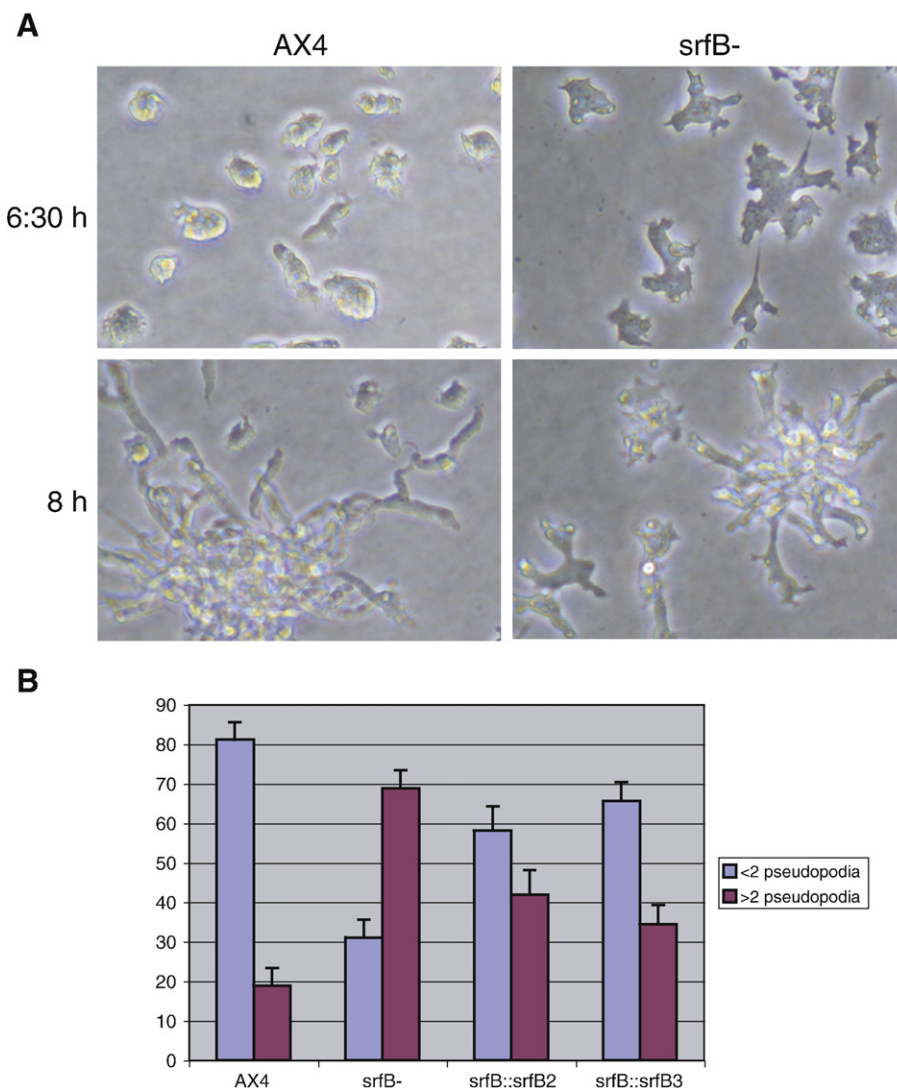 A
AX4
srfB-
6:30 h
8 h
B
90
80
70
60
50
40
30
20
10
0
AX4
srfB-
srfB::srfB2
srfB::srfB3
<2 pseudopodia
>2 pseudopodia